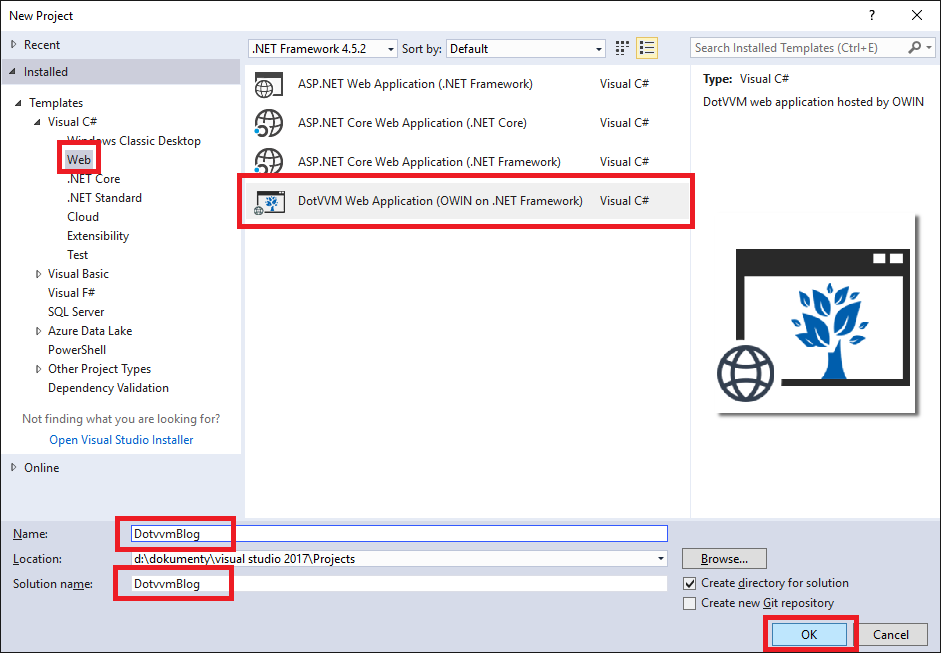 New Project
?
Recent
.NET Framework 4.5.2 Sort by: Default
Search Installed Templates (Ctrl+E)
Installed
Templates
Visual C#
Windows Classic Desktop
Web
.NET Core
.NET Standard
Cloud
Extensibility
Test
Visual Basic
Visual F#
SQL Server
Azure Data Lake
PowerShell
Other Project Types
Dependency Validation
Not finding what you are looking for?
Open Visual Studio Installer
Online
ASP.NET Web Application (.NET Framework) Visual C#
ASP.NET Core Web Application (.NET Core) Visual C#
ASP.NET Core Web Application (.NET Framework) Visual C#
DotVVM Web Application (OWIN on .NET Framework) Visual C#
Type: Visual C#
DotVVM web application hosted by OWIN
Name: DotvvmBlog
Location: d:\dokumenty\visual studio 2017\Projects
Browse...
Solution name: DotvvmBlog
Create directory for solution
Create new Git repository
OK
Cancel